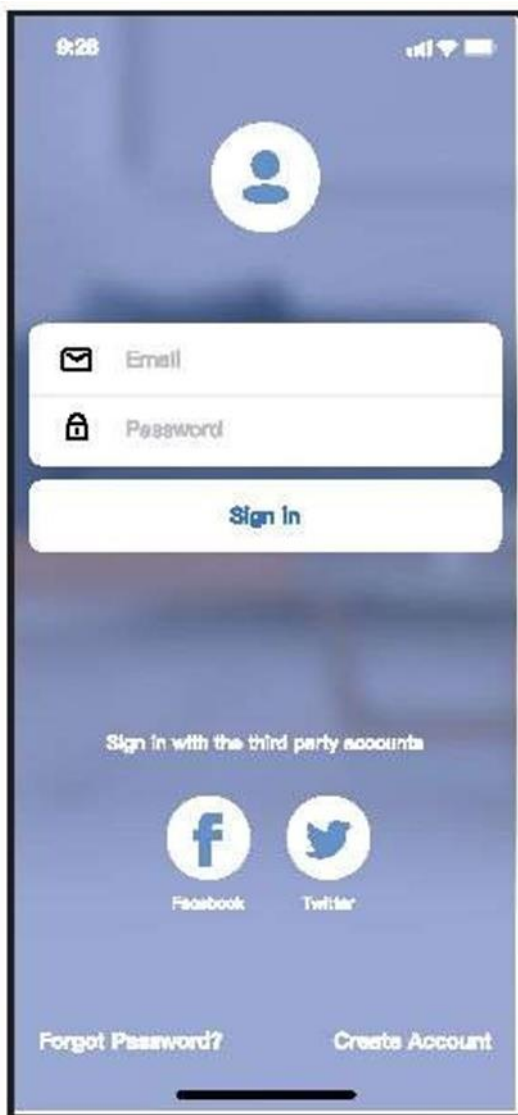 9:28
Email
Password
Sign in
Sign in with the third party accounts
Facebook
Twitter
Forgot Password?
Create Account